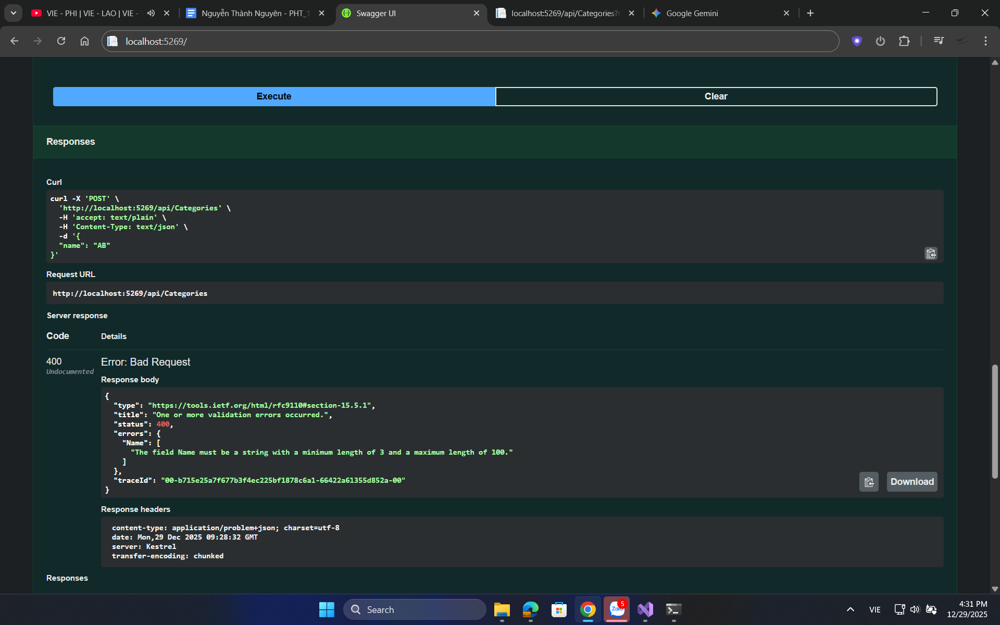 VIE - PHI | VIE - LAO | VIE -
Nguyễn Thành Nguyên - PHT_1
Swagger UI
localhost:5269/api/Categories?
Google Gemini
localhost:5269/
Execute
Clear
Responses
Curl
curl -X 'POST' \
'http://localhost:5269/api/Categories' \
-H 'accept: text/plain' \
-H 'Content-Type: text/json' \
-d '{
"name": "AB"
}'
Request URL
http://localhost:5269/api/Categories
Server response
Code
Details
400
Undocumented
Error: Bad Request
Response body
{
"type": "https://tools.ietf.org/html/rfc9110#section-15.5.1",
"title": "One or more validation errors occurred.",
"status": 400,
"errors": {
"Name": [
"The field Name must be a string with a minimum length of 3 and a maximum length of 100."
]
},
"traceId": "00-b715e25a7f677b3f4ec225bf1878c6a1-66422a61355d852a-00"
}
Download
Response headers
content-type: application/problem+json; charset=utf-8
date: Mon,29 Dec 2025 09:28:32 GMT
server: Kestrel
transfer-encoding: chunked
Responses
Search
Zalo
5
VIE
4:31 PM
12/29/2025